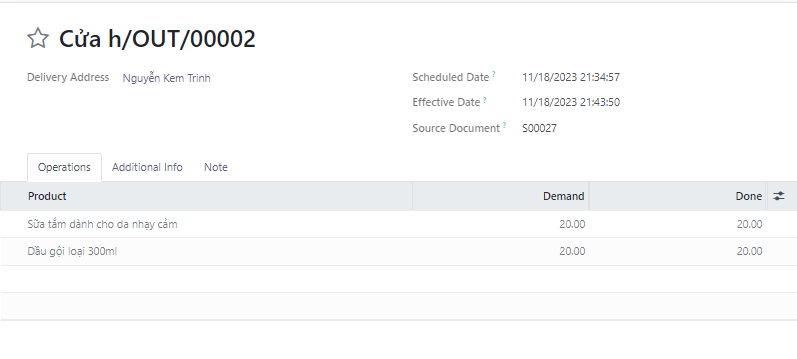 Cửa h/OUT/00002
Delivery Address Nguyễn Kem Trinh
Scheduled Date ? 11/18/2023 21:34:57
Effective Date ? 11/18/2023 21:43:50
Source Document ? S00027
Operations Additional Info Note
Product Demand Done
Sữa tắm dành cho da nhạy cảm 20.00 20.00
Dầu gội loại 300ml 20.00 20.00